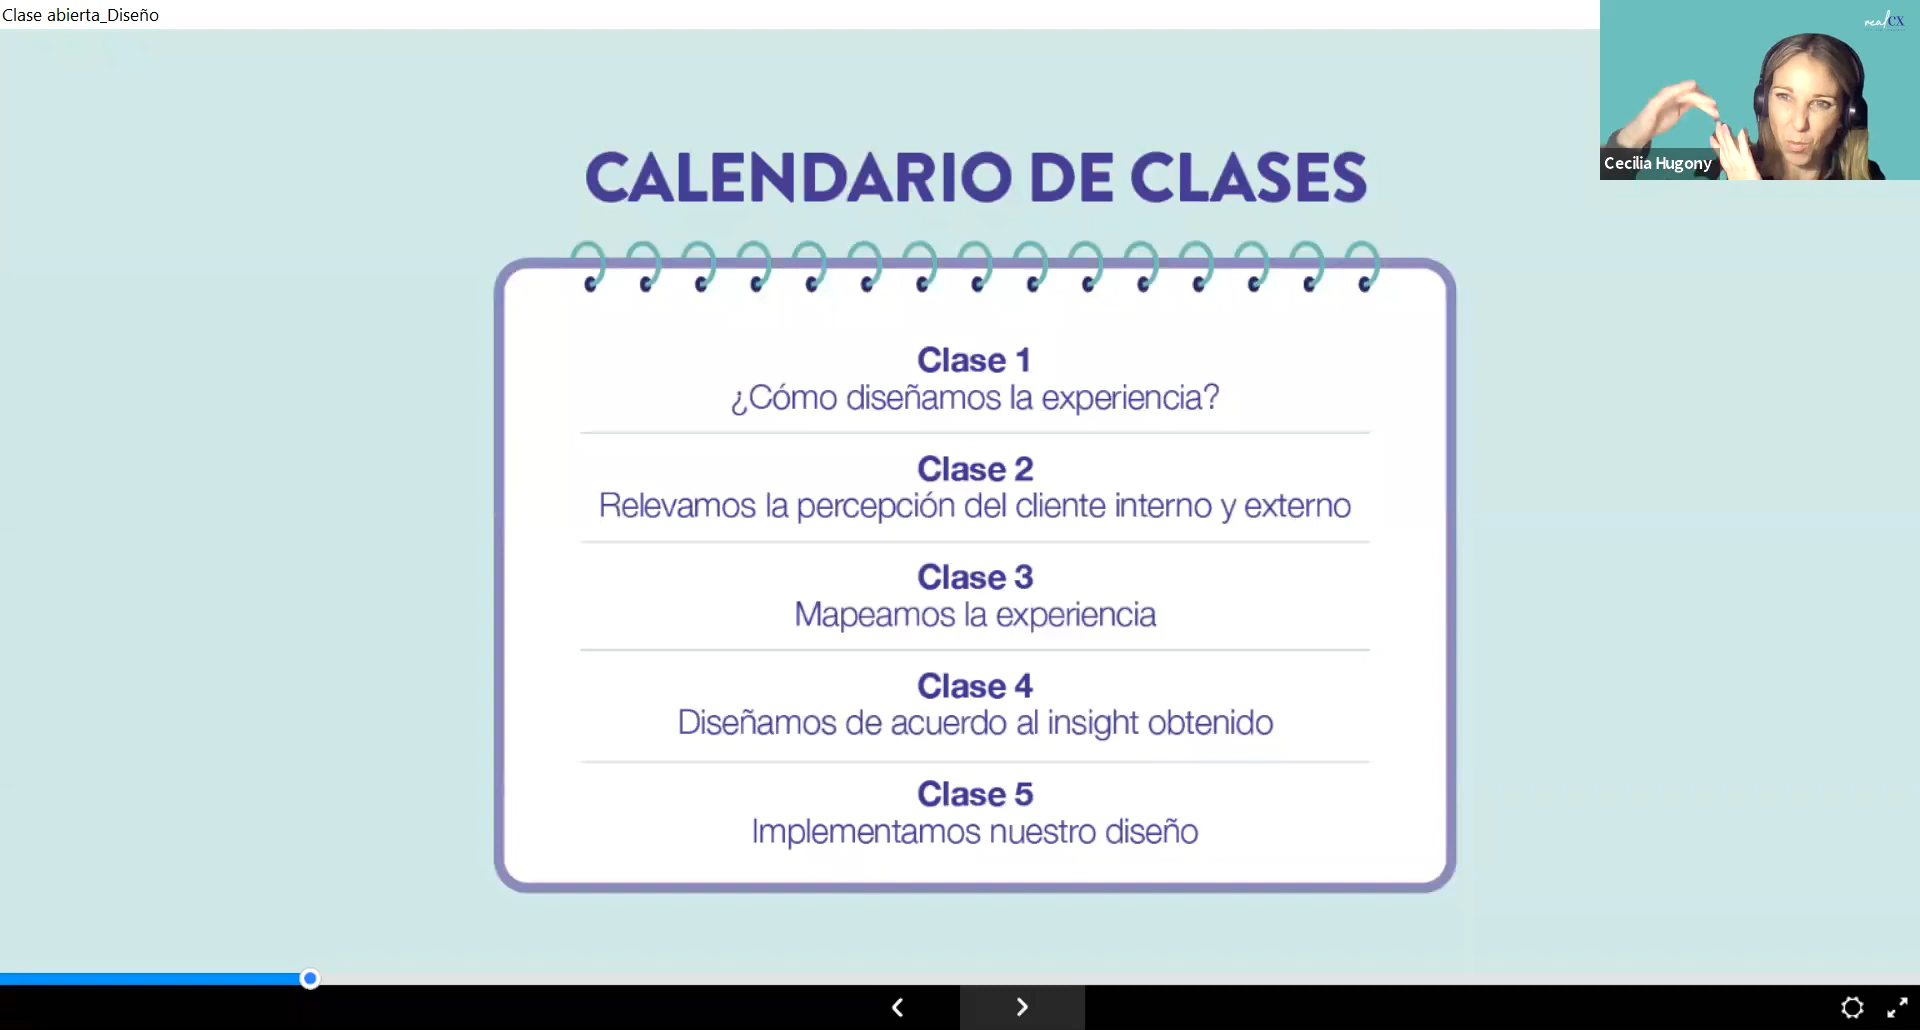 Clase abierta_Diseño
real CX
Cecilia Hugony
CALENDARIO DE CLASES
Clase 1
¿Cómo diseñamos la experiencia?
Clase 2
Relevamos la percepción del cliente interno y externo
Clase 3
Mapeamos la experiencia
Clase 4
Diseñamos de acuerdo al insight obtenido
Clase 5
Implementamos nuestro diseño